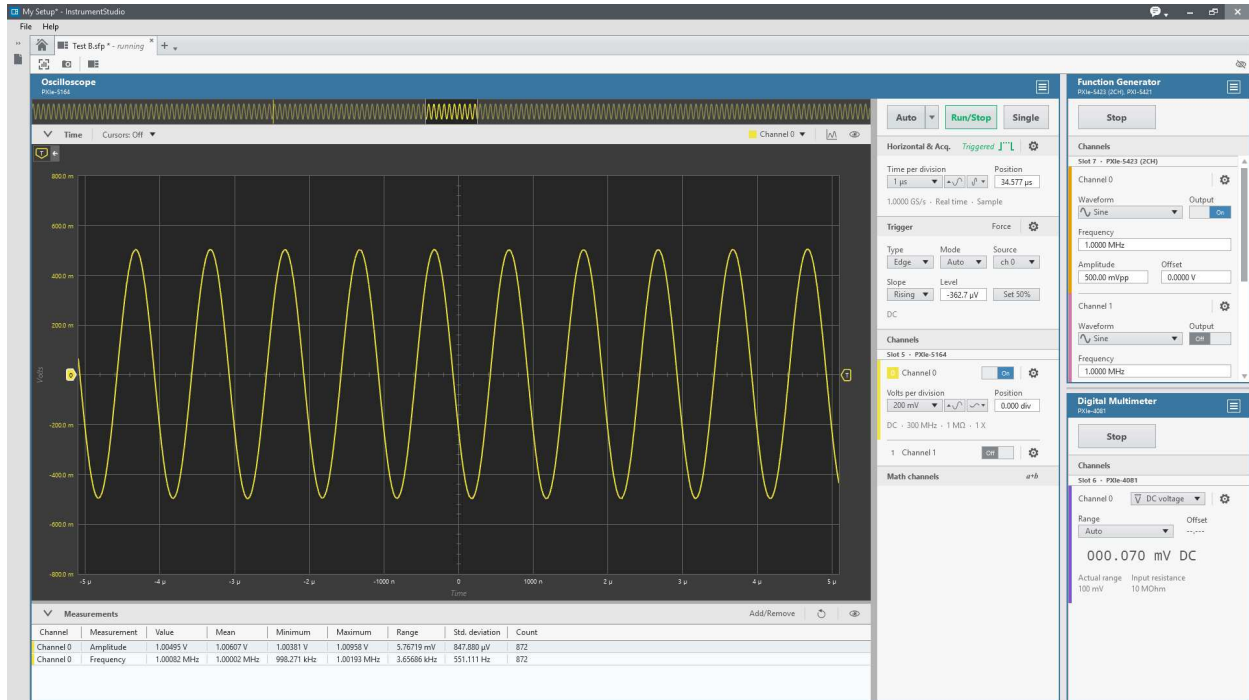 My Setup* - InstrumentStudio
File Help
Test B.sfp * - running
Oscilloscope
PXIe-5164
Time Cursors: Off Channel 0
800.0 m
600.0 m
400.0 m
200.0 m
Volts
0
-200.0 m
-400.0 m
-600.0 m
-800.0 m
T
T
-5 µ -4 µ -3 µ -2 µ -1000 n 0 1000 n 2 µ 3 µ 4 µ 5 µ
Time
Measurements Add/Remove
Channel Measurement Value Mean Minimum Maximum Range Std. deviation Count
Channel 0 Amplitude 1.00495 V 1.00607 V 1.00381 V 1.00958 V 5.76719 mV 847.880 µV 872
Channel 0 Frequency 1.00082 MHz 1.00002 MHz 998.271 kHz 1.00193 MHz 3.65686 kHz 551.111 Hz 872
Auto Run/Stop Single
Horizontal & Acq. Triggered
Time per division Position
1 µs 34.577 µs
1.0000 GS/s - Real time - Sample
Trigger Force
Type Mode Source
Edge Auto ch 0
Slope Level
Rising -362.7 µV Set 50%
DC
Channels
Slot 5 - PXIe-5164
0 Channel 0 On
Volts per division Position
200 mV 0.000 div
DC - 300 MHz - 1 MΩ - 1 X
1 Channel 1 Off
Math channels a+b
Function Generator
PXIe-5423 (2CH), PXI-5421
Stop
Channels
Slot 7 - PXIe-5423 (2CH)
Channel 0
Waveform Output
Sine On
Frequency
1.0000 MHz
Amplitude Offset
500.00 mVpp 0.0000 V
Channel 1
Waveform Output
Sine Off
Frequency
1.0000 MHz
Digital Multimeter
PXIe-4081
Stop
Channels
Slot 6 - PXIe-4081
Channel 0 DC voltage
Range Offset
Auto --.----
000.070 mV DC
Actual range Input resistance
100 mV 10 MOhm